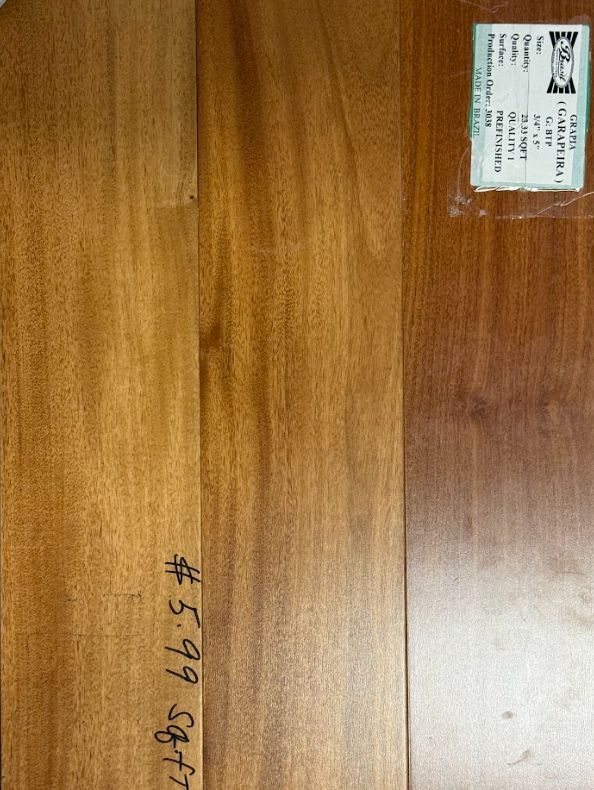 Brasil
GRAPIA
(GARAPEIRA)
G: BTP
Size: 3/4" x 5"
Quantity: 23.33 SQFT
Quality: QUALITY 1
Surface: PREFINISHED
Production Order: 3038
MADE IN BRAZIL
$5.99 SqFT